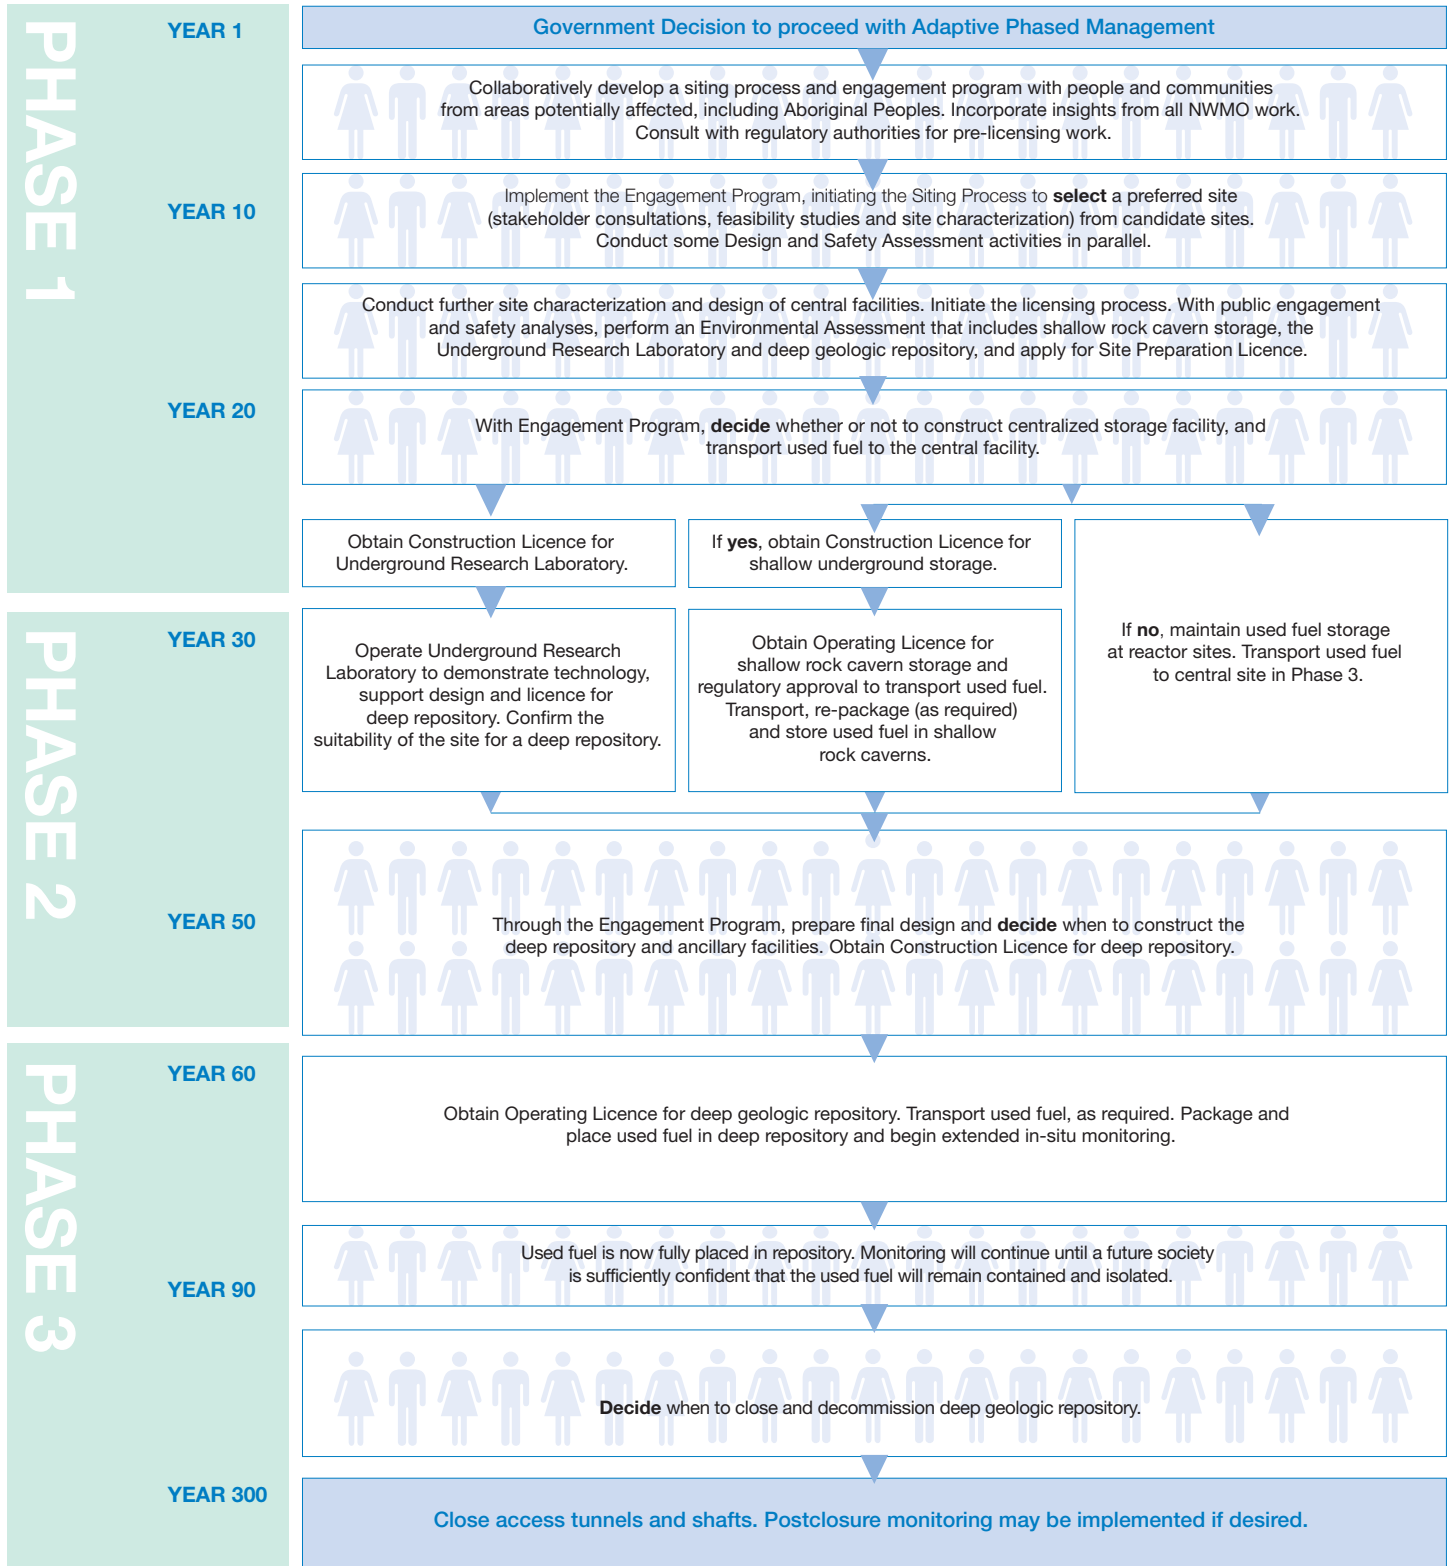 PHASE 1
YEAR 1
Government Decision to proceed with Adaptive Phased Management
Collaboratively develop a siting process and engagement program with people and communities
from areas potentially affected, including Aboriginal Peoples. Incorporate insights from all NWMO work.
Consult with regulatory authorities for pre-licensing work.
YEAR 10
Implement the Engagement Program, initiating the Siting Process to select a preferred site
(stakeholder consultations, feasibility studies and site characterization) from candidate sites.
Conduct some Design and Safety Assessment activities in parallel.
Conduct further site characterization and design of central facilities. Initiate the licensing process. With public engagement
and safety analyses, perform an Environmental Assessment that includes shallow rock cavern storage, the
Underground Research Laboratory and deep geologic repository, and apply for Site Preparation Licence.
YEAR 20
With Engagement Program, decide whether or not to construct centralized storage facility, and
transport used fuel to the central facility.
Obtain Construction Licence for
Underground Research Laboratory.
If yes, obtain Construction Licence for
shallow underground storage.
If no, maintain used fuel storage
at reactor sites. Transport used fuel
to central site in Phase 3.
PHASE 2
YEAR 30
Operate Underground Research
Laboratory to demonstrate technology,
support design and licence for
deep repository. Confirm the
suitability of the site for a deep repository.
Obtain Operating Licence for
shallow rock cavern storage and
regulatory approval to transport used fuel.
Transport, re-package (as required)
and store used fuel in shallow
rock caverns.
YEAR 50
Through the Engagement Program, prepare final design and decide when to construct the
deep repository and ancillary facilities. Obtain Construction Licence for deep repository.
PHASE 3
YEAR 60
Obtain Operating Licence for deep geologic repository. Transport used fuel, as required. Package and
place used fuel in deep repository and begin extended in-situ monitoring.
Used fuel is now fully placed in repository. Monitoring will continue until a future society
is sufficiently confident that the used fuel will remain contained and isolated.
YEAR 90
Decide when to close and decommission deep geologic repository.
YEAR 300
Close access tunnels and shafts. Postclosure monitoring may be implemented if desired.